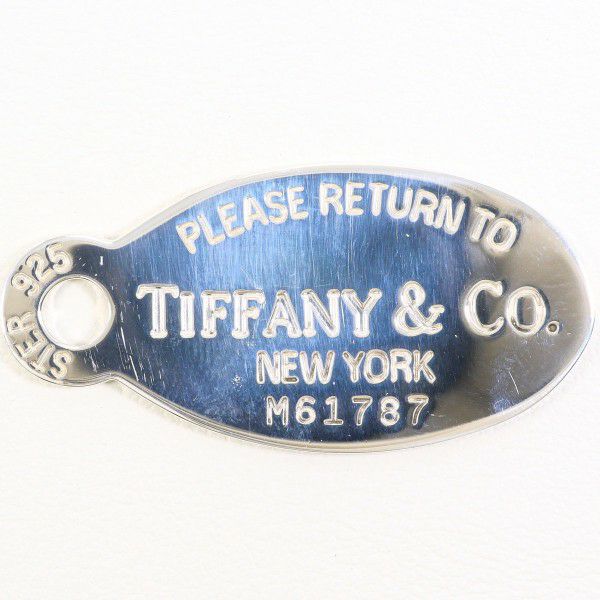 PLEASE RETURN TO
TIFFANY & CO.
NEW YORK
M61787
STER 925